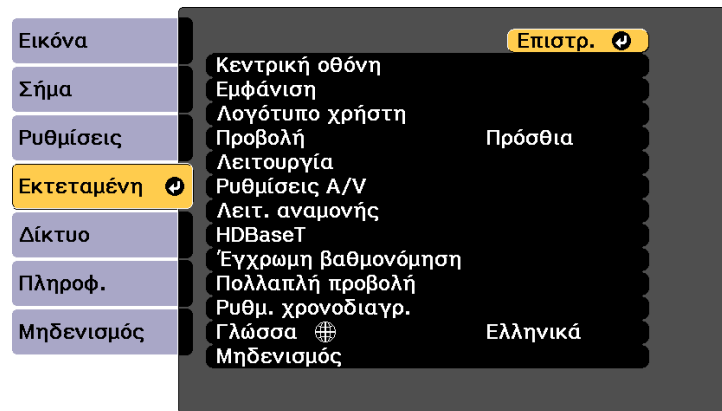 Εικόνα
Σήμα
Ρυθμίσεις
Εκτεταμένη
Δίκτυο
Πληροφ.
Μηδενισμός
Επιστρ.
Κεντρική οθόνη
Εμφάνιση
Λογότυπο χρήστη
Προβολή Πρόσθια
Λειτουργία
Ρυθμίσεις A/V
Λειτ. αναμονής
HDBaseT
Έγχρωμη βαθμονόμηση
Πολλαπλή προβολή
Ρυθμ. χρονοδιαγρ.
Γλώσσα Ελληνικά
Μηδενισμός